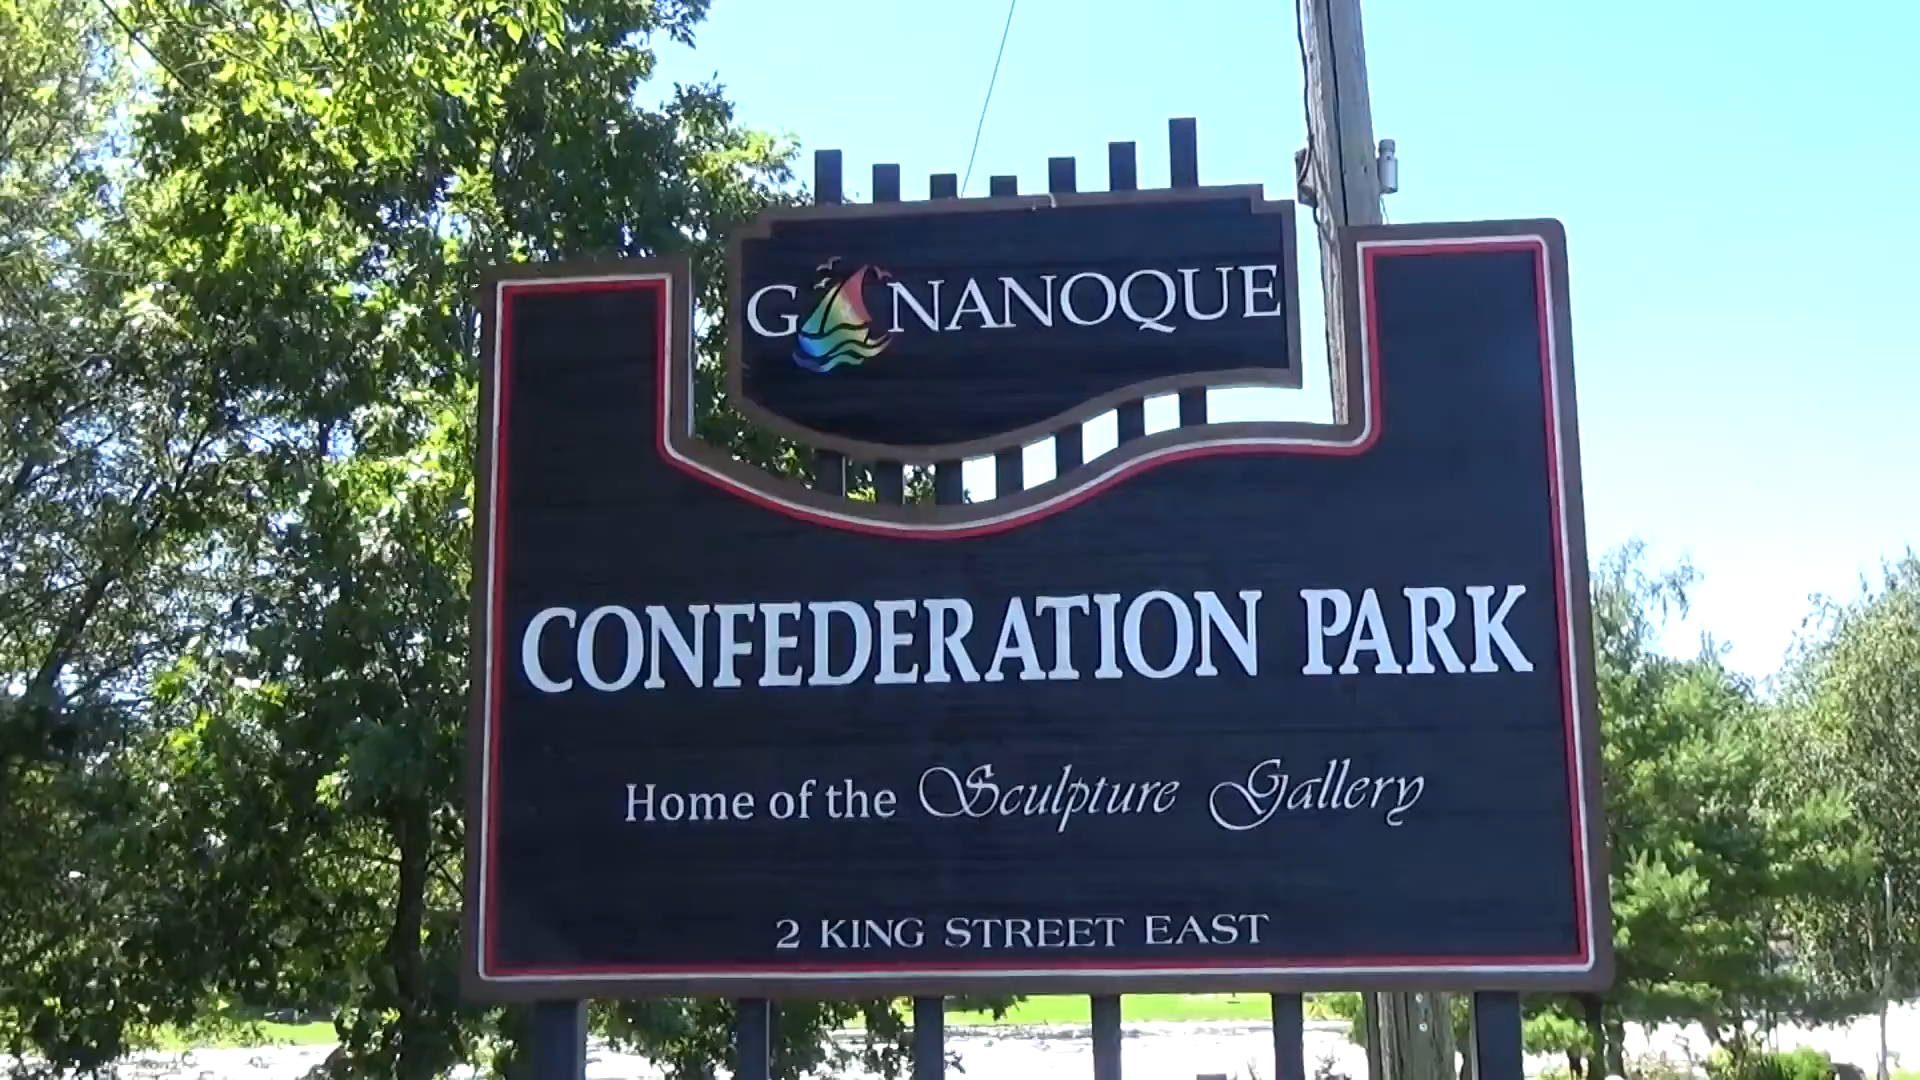 GANANOQUE
CONFEDERATION PARK
Home of the Sculpture Gallery
2 KING STREET EAST